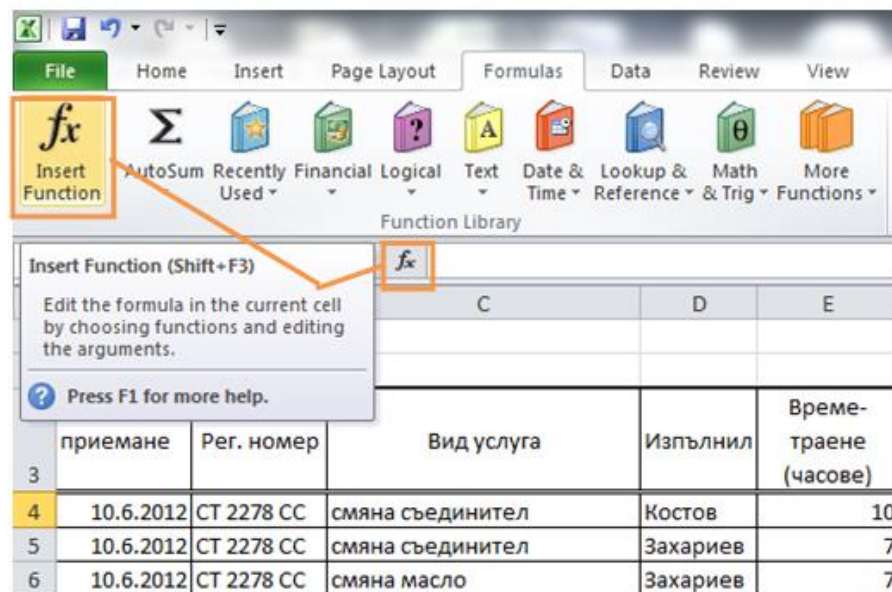 File Home Insert Page Layout Formulas Data Review View
fx Σ ? A θ
Insert AutoSum Recently Financial Logical Text Date & Lookup & Math More
Function Used Time Reference & Trig Functions
Function Library
Insert Function (Shift+F3) fx
Edit the formula in the current cell
by choosing functions and editing
the arguments.
Press F1 for more help.
C D E
3 приемане Рег. номер Вид услуга Изпълнил Време-
траене
(часове)
4 10.6.2012 СТ 2278 СС смяна съединител Костов 10
5 10.6.2012 СТ 2278 СС смяна съединител Захариев 7
6 10.6.2012 СТ 2278 СС смяна масло Захариев 7